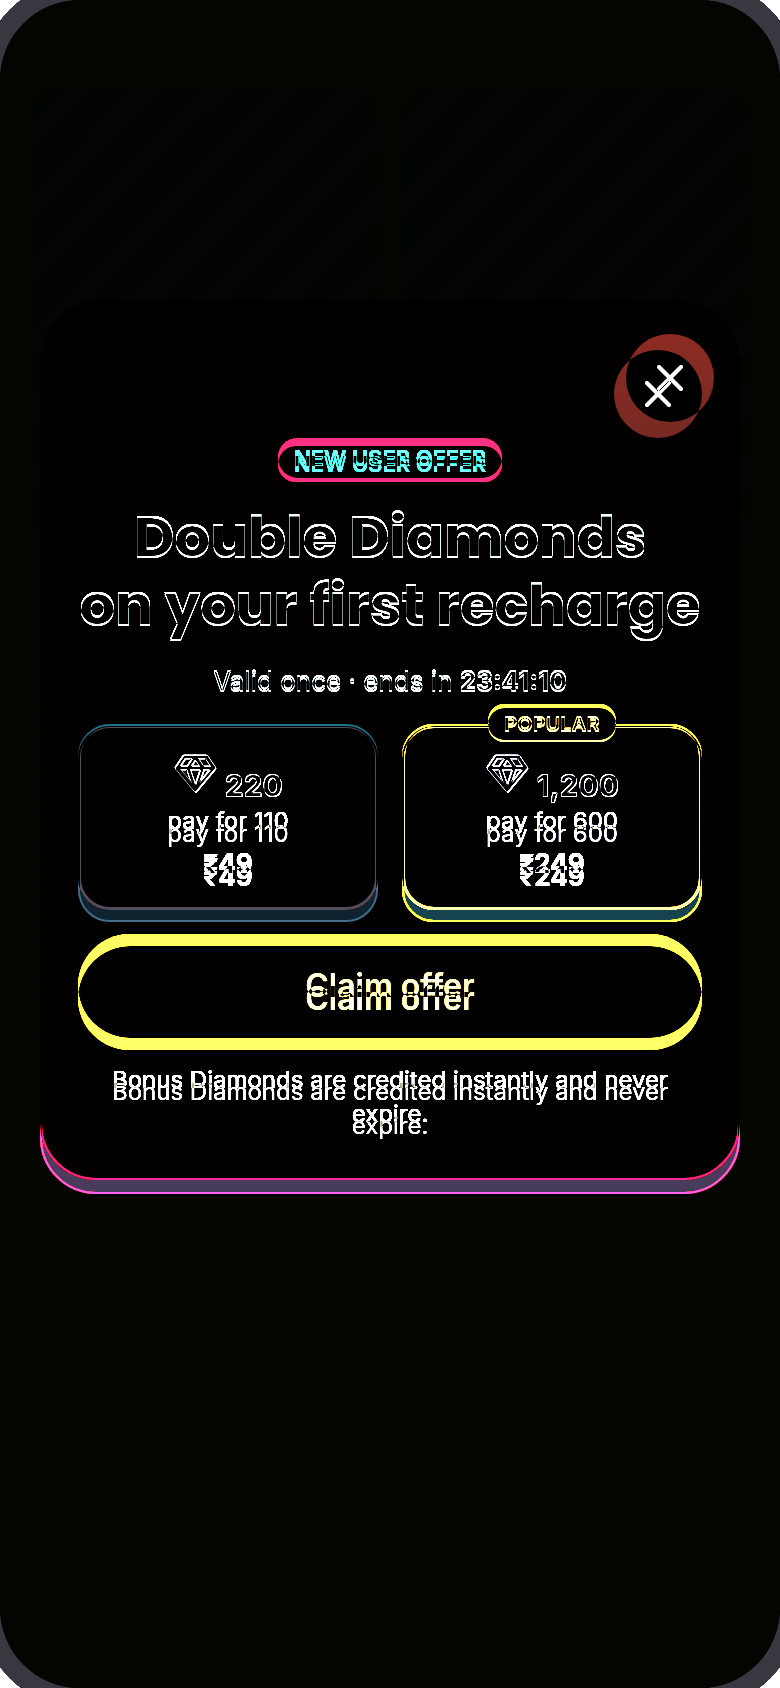 NEW USER OFFER
Double Diamonds
on your first recharge
Valid once · ends in 23:41:10
POPULAR
220
1,200
pay for 110
pay for 600
₹49
₹249
Claim offer
Bonus Diamonds are credited instantly and never
expire.